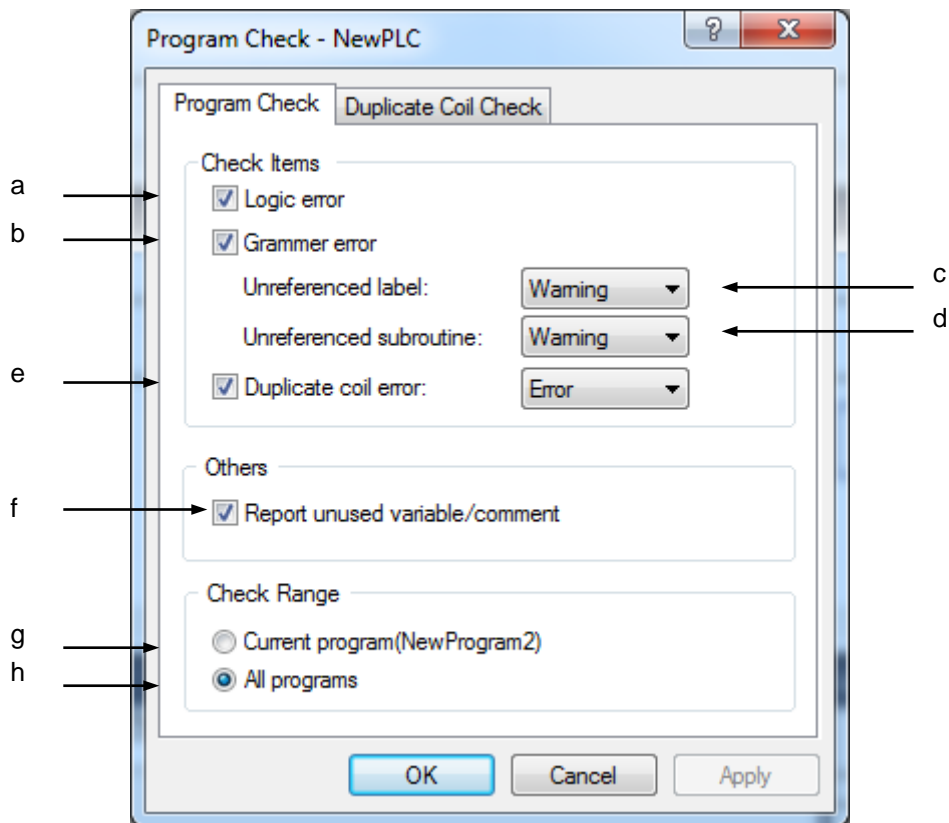 Program Check - NewPLC
Program Check Duplicate Coil Check
Check Items
a Logic error
b Grammer error
Unreferenced label: Warning c
Unreferenced subroutine: Warning d
e Duplicate coil error: Error
Others
f Report unused variable/comment
Check Range
g Current program(NewProgram2)
h All programs
OK Cancel Apply